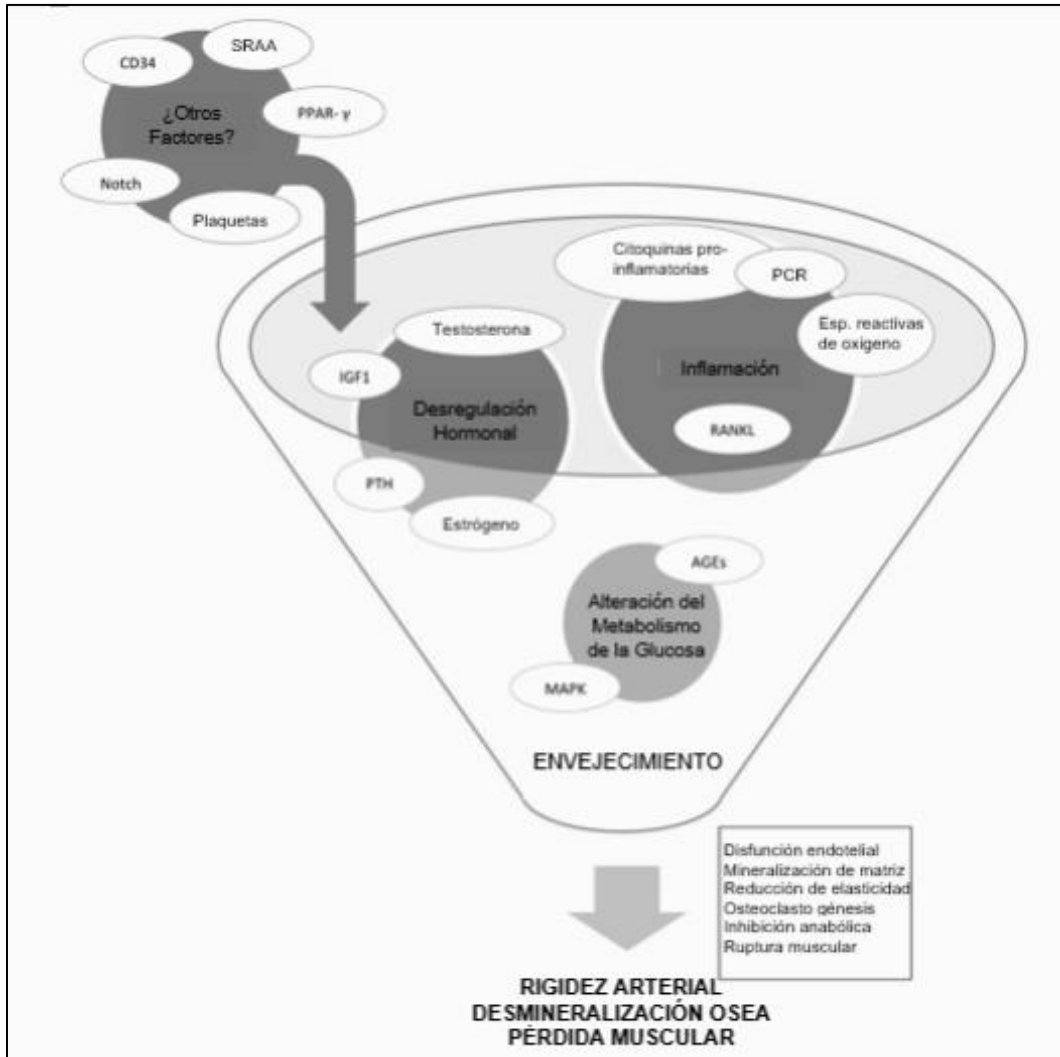 SRAA
CD34
¿Otros
Factores?
PPAR- γ
Notch
Plaquetas
Citoquinas pro-
inflamatorias
PCR
Esp. reactivas
de oxigeno
Testosterona
IGF1
Inflamación
Desregulación
Hormonal
RANKL
PTH
Estrógeno
AGEs
Alteración del
Metabolismo
de la Glucosa
MAPK
ENVEJECIMIENTO
Disfunción endotelial
Mineralización de matriz
Reducción de elasticidad
Osteoclasto génesis
Inhibición anabólica
Ruptura muscular
RIGIDEZ ARTERIAL
DESMINERALIZACIÓN OSEA
PÉRDIDA MUSCULAR